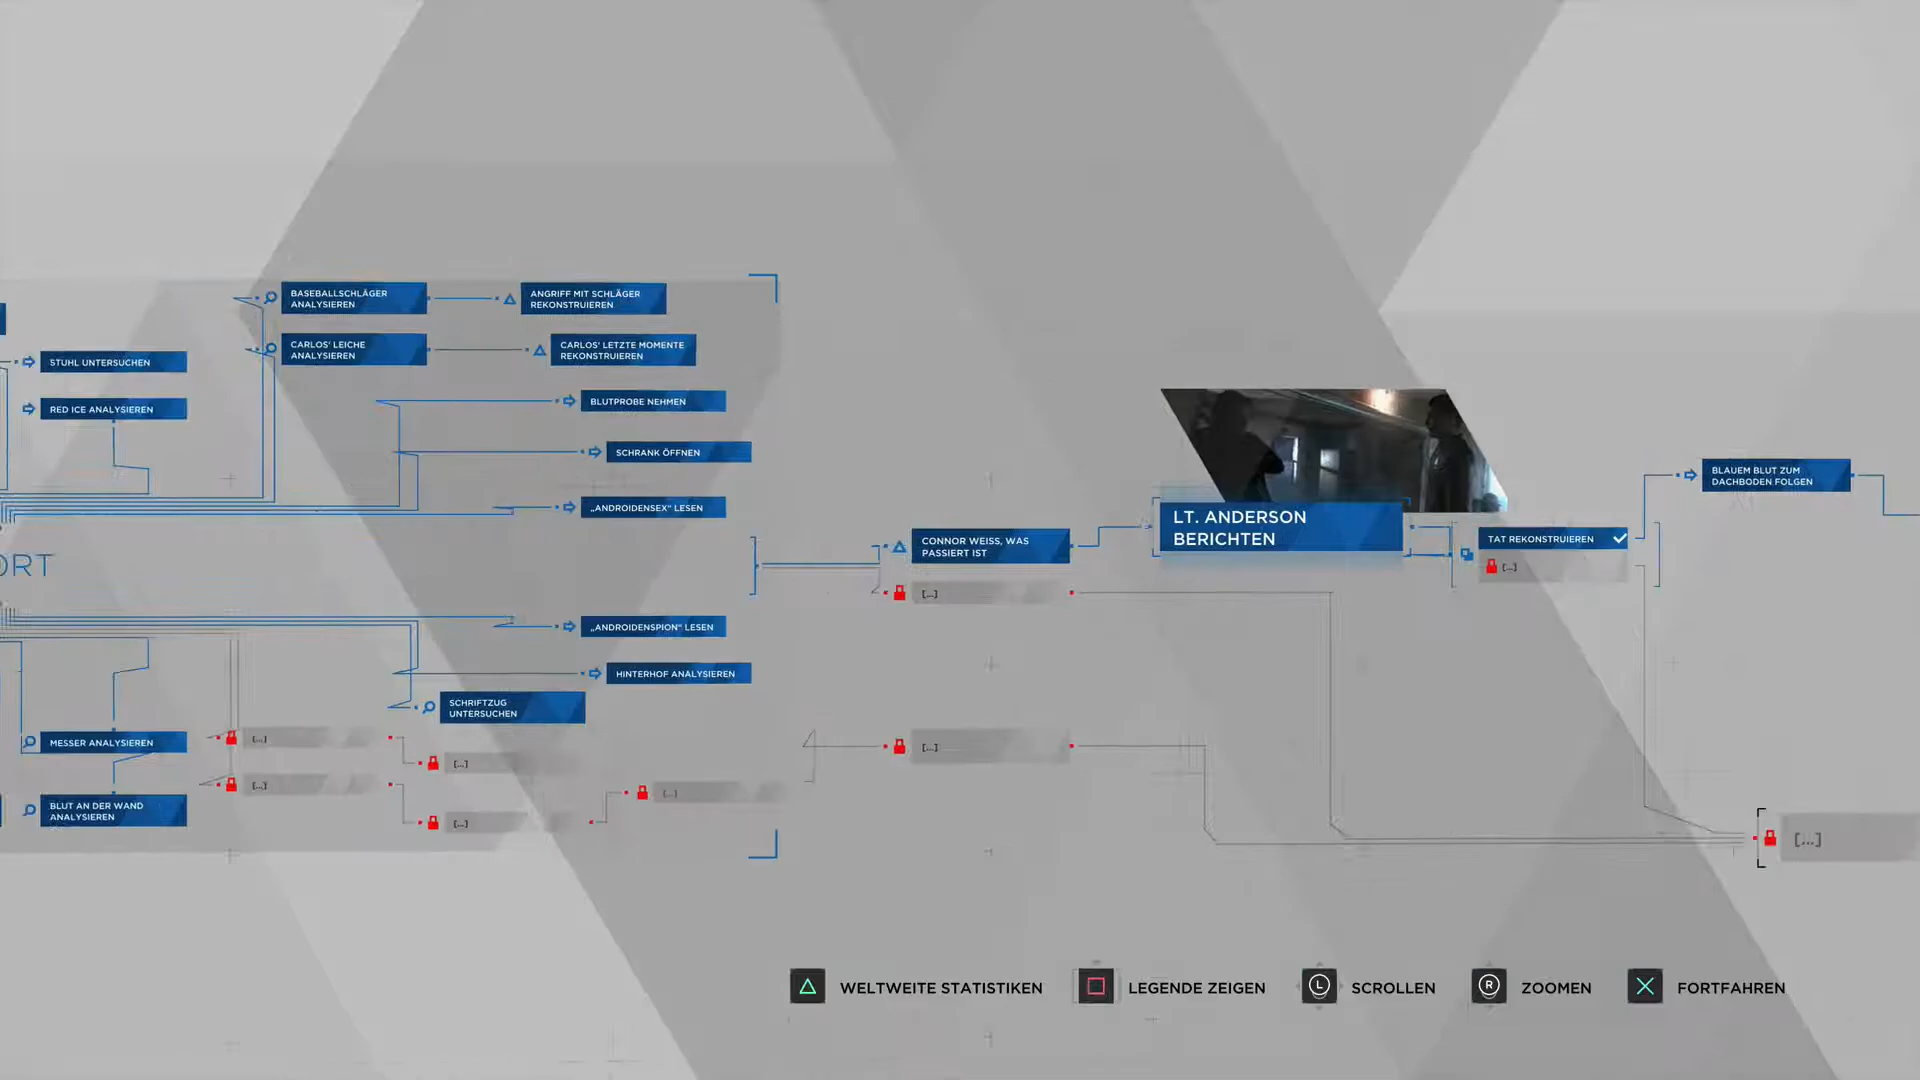 BASEBALLSCHLÄGER
ANALYSIEREN
ANGRIFF MIT SCHLÄGER
REKONSTRUIEREN
CARLOS' LEICHE
ANALYSIEREN
CARLOS' LETZTE MOMENTE
REKONSTRUIEREN
STUHL UNTERSUCHEN
RED ICE ANALYSIEREN
BLUTPROBE NEHMEN
SCHRANK ÖFFNEN
„ANDROIDENSEX“ LESEN
ORT
CONNOR WEISS, WAS
PASSIERT IST
[...]
LT. ANDERSON
BERICHTEN
TAT REKONSTRUIEREN
[...]
BLAUEM BLUT ZUM
DACHBODEN FOLGEN
„ANDROIDENSPION“ LESEN
HINTERHOF ANALYSIEREN
SCHRIFTZUG
UNTERSUCHEN
MESSER ANALYSIEREN
[...]
[...]
[...]
[...]
[...]
[...]
BLUT AN DER WAND
ANALYSIEREN
[...]
WELTWEITE STATISTIKEN
LEGENDE ZEIGEN
L
SCROLLEN
R
ZOOMEN
FORTFAHREN